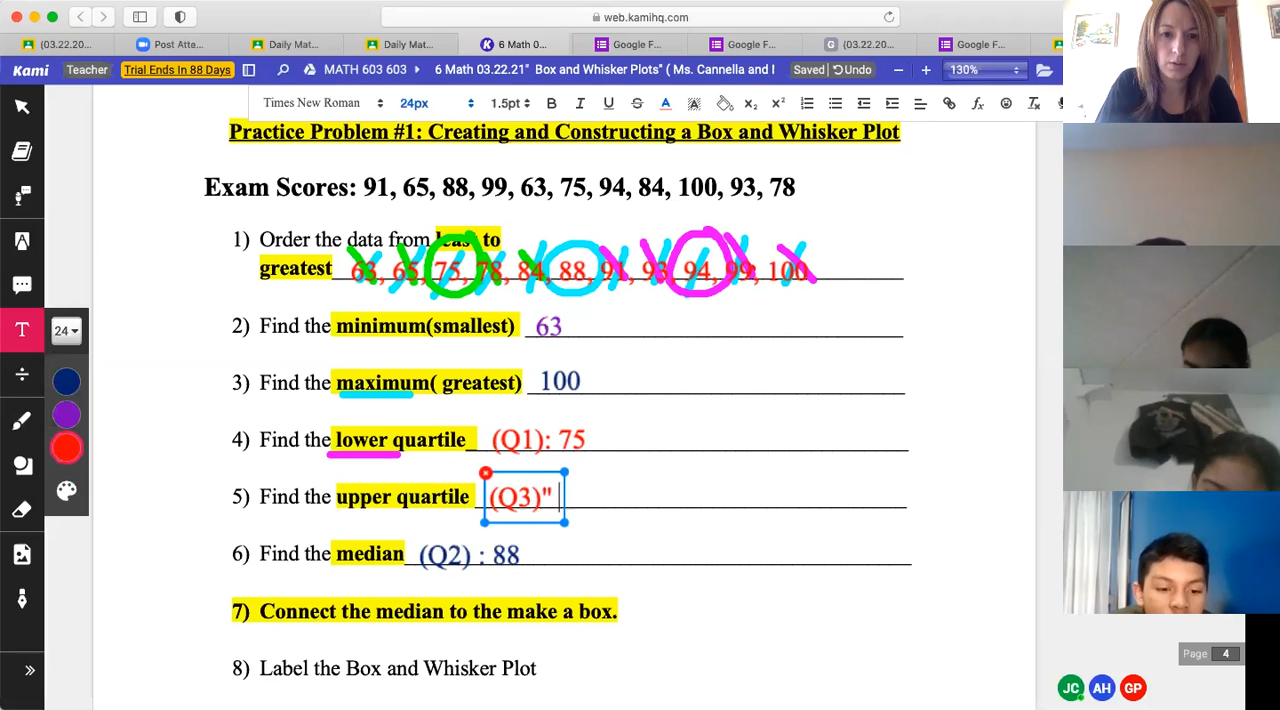 web.kamihq.com
(03.22.20... Post Atte... Daily Mat... Daily Mat... 6 Math 0... Google F... Google F... (03.22.20... Google F...
Kami Teacher Trial Ends In 88 Days MATH 603 603 6 Math 03.22.21" Box and Whisker Plots" ( Ms. Cannella and M Saved Undo 130%
Times New Roman 24px 1.5pt B I U S A A X₂ X² fx Tx
Practice Problem #1: Creating and Constructing a Box and Whisker Plot
Exam Scores: 91, 65, 88, 99, 63, 75, 94, 84, 100, 93, 78
1) Order the data from least to
greatest 63, 65, 75, 78, 84, 88, 91, 93, 94, 99, 100
2) Find the minimum(smallest) 63
3) Find the maximum( greatest) 100
4) Find the lower quartile_ (Q1): 75
5) Find the upper quartile (Q3)"
6) Find the median (Q2) : 88
7) Connect the median to the make a box.
8) Label the Box and Whisker Plot
T 24
Page 4
JC AH GP